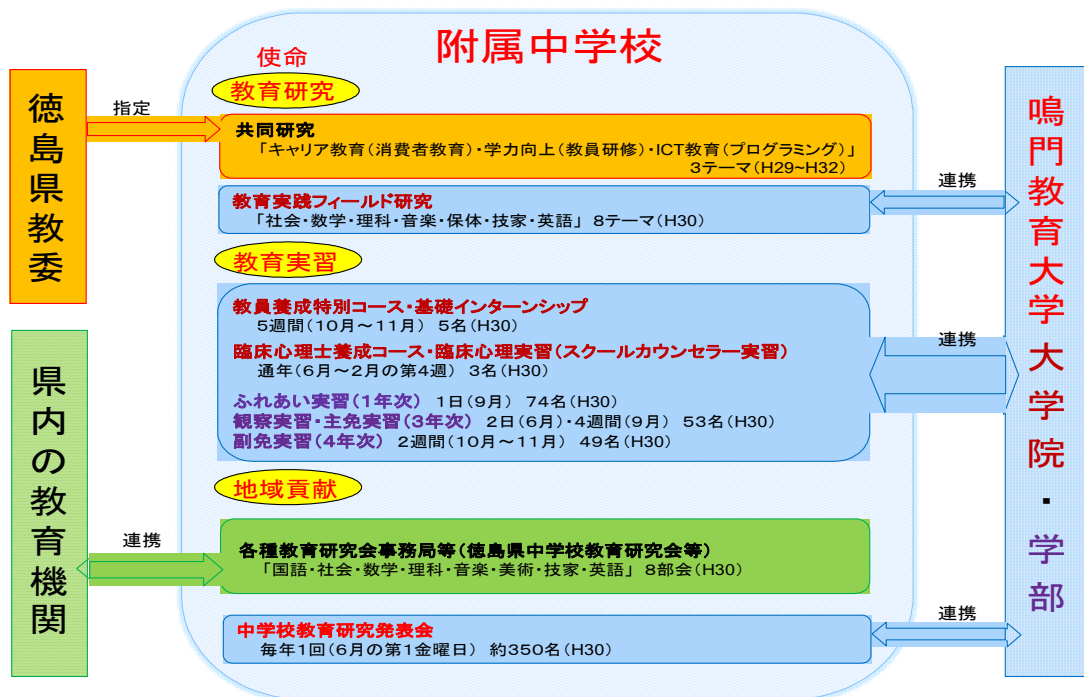 附属中学校
使命
教育研究
徳島県教委
指定
共同研究
「キャリア教育(消費者教育)・学力向上(教員研修)・ICT教育(プログラミング)」
3テーマ(H29~H32)
教育実践フィールド研究
「社会・数学・理科・音楽・保体・技家・英語」 8テーマ(H30)
連携
教育実習
教員養成特別コース・基礎インターンシップ
5週間(10月～11月) 5名(H30)
臨床心理士養成コース・臨床心理実習(スクールカウンセラー実習)
通年(6月～2月の第4週) 3名(H30)
ふれあい実習(1年次) 1日(9月) 74名(H30)
観察実習・主免実習(3年次) 2日(6月)・4週間(9月) 53名(H30)
副免実習(4年次) 2週間(10月～11月) 49名(H30)
連携
鳴門教育大学大学院・学部
地域貢献
県内の教育機関
連携
各種教育研究会事務局等(徳島県中学校教育研究会等)
「国語・社会・数学・理科・音楽・美術・技家・英語」 8部会(H30)
中学校教育研究発表会
毎年1回(6月の第1金曜日) 約350名(H30)
連携